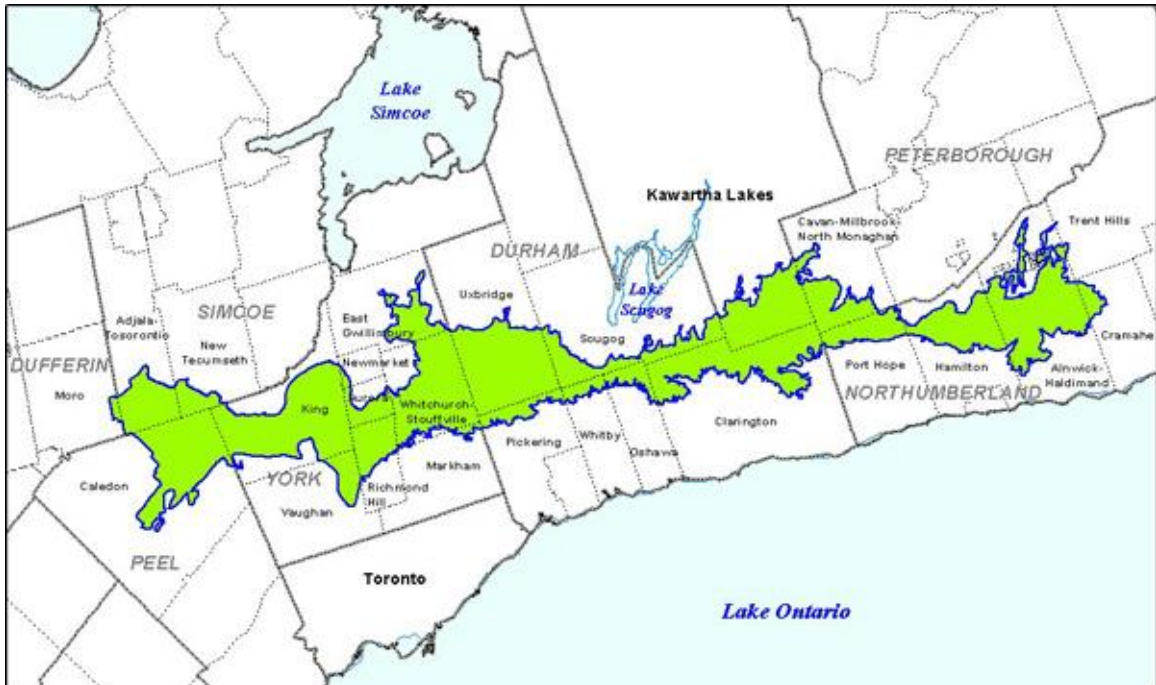 Lake
Simcoe
PETERBOROUGH
Kawartha Lakes
Cavan-Millbrook-
North Monaghan
Trent Hills
DURHAM
Uxbridge
Lake
Scugog
SIMCOE
Adjala-
Tosorontio
New
Tecumseth
East
Gwillimbury
Newmarket
Sougog
Cramahe
DUFFERIN
Moro
King
Whitchurch-
Stouffville
Port Hope
Hamilton
Alnwick-
Haldimand
NORTHUMBERLAND
Pickering
Whitby
Oshawa
Clarington
Caledon
YORK
Vaughan
Richmond
Hill
Markham
PEEL
Toronto
Lake Ontario